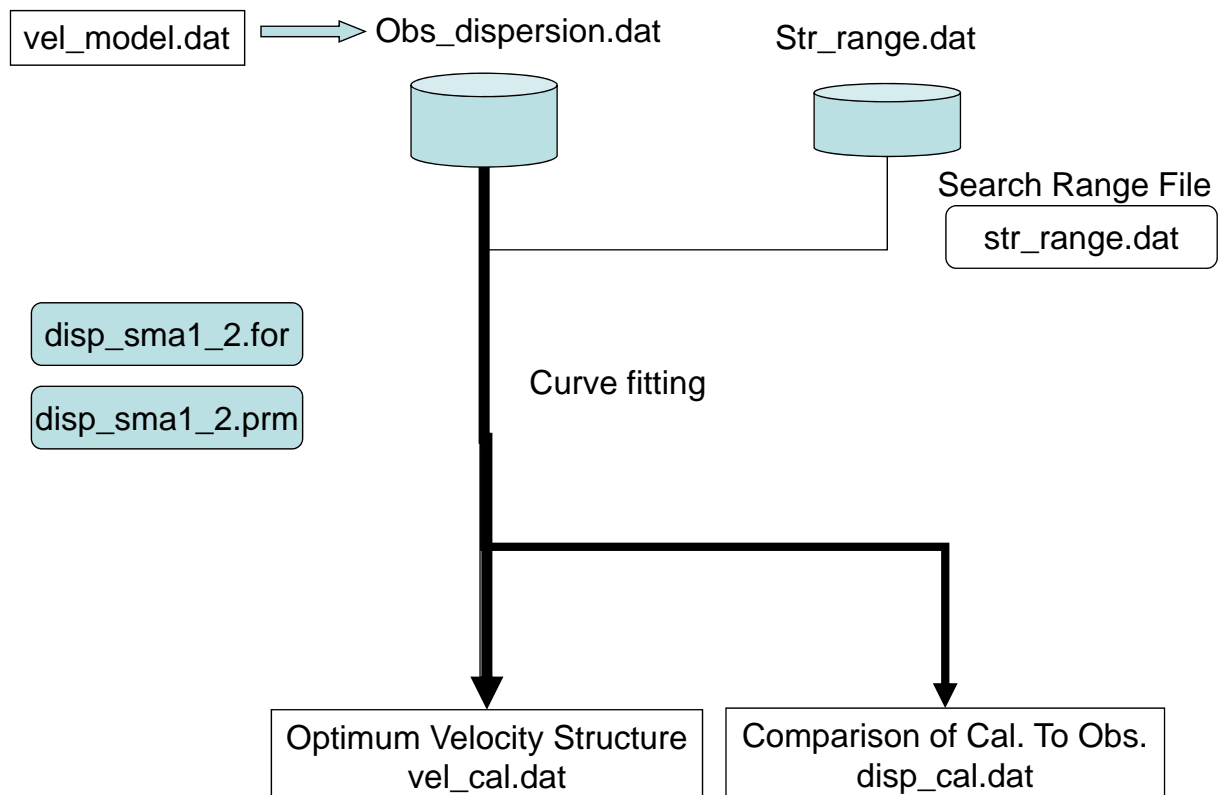 vel_model.dat
Obs_dispersion.dat
Str_range.dat
Search Range File
str_range.dat
disp_sma1_2.for
disp_sma1_2.prm
Curve fitting
Optimum Velocity Structure
vel_cal.dat
Comparison of Cal. To Obs.
disp_cal.dat